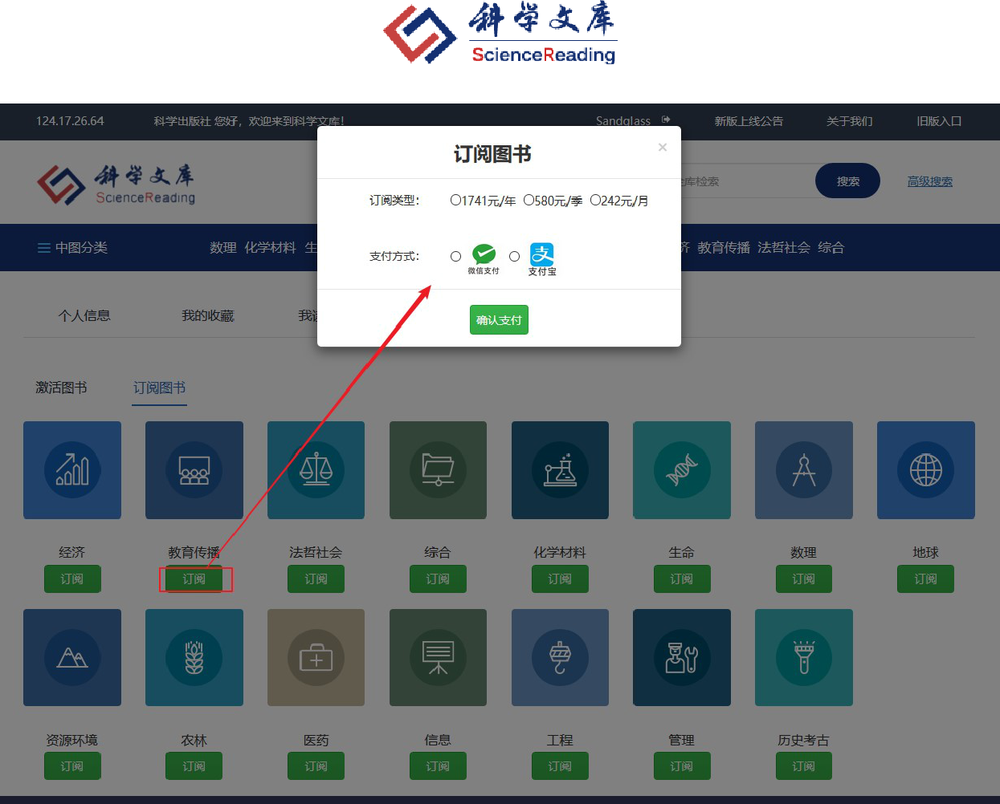 科学文库
ScienceReading
124.17.26.64 科学出版社 您好，欢迎来到科学文库！ Sandglass 新版上线公告 关于我们 旧版入口
订阅图书 ×
科学文库
ScienceReading
库检索 搜索 高级搜索
订阅类型： 1741元/年 580元/季 242元/月
中图分类 数理 化学材料 生 济 教育传播 法哲社会 综合
支付方式： 微信支付 支 支付宝
个人信息 我的收藏 我
确认支付
激活图书 订阅图书
经济 教育传播 法哲社会 综合 化学材料 生命 数理 地球
订阅 订阅 订阅 订阅 订阅 订阅 订阅 订阅
资源环境 农林 医药 信息 工程 管理 历史考古
订阅 订阅 订阅 订阅 订阅 订阅 订阅